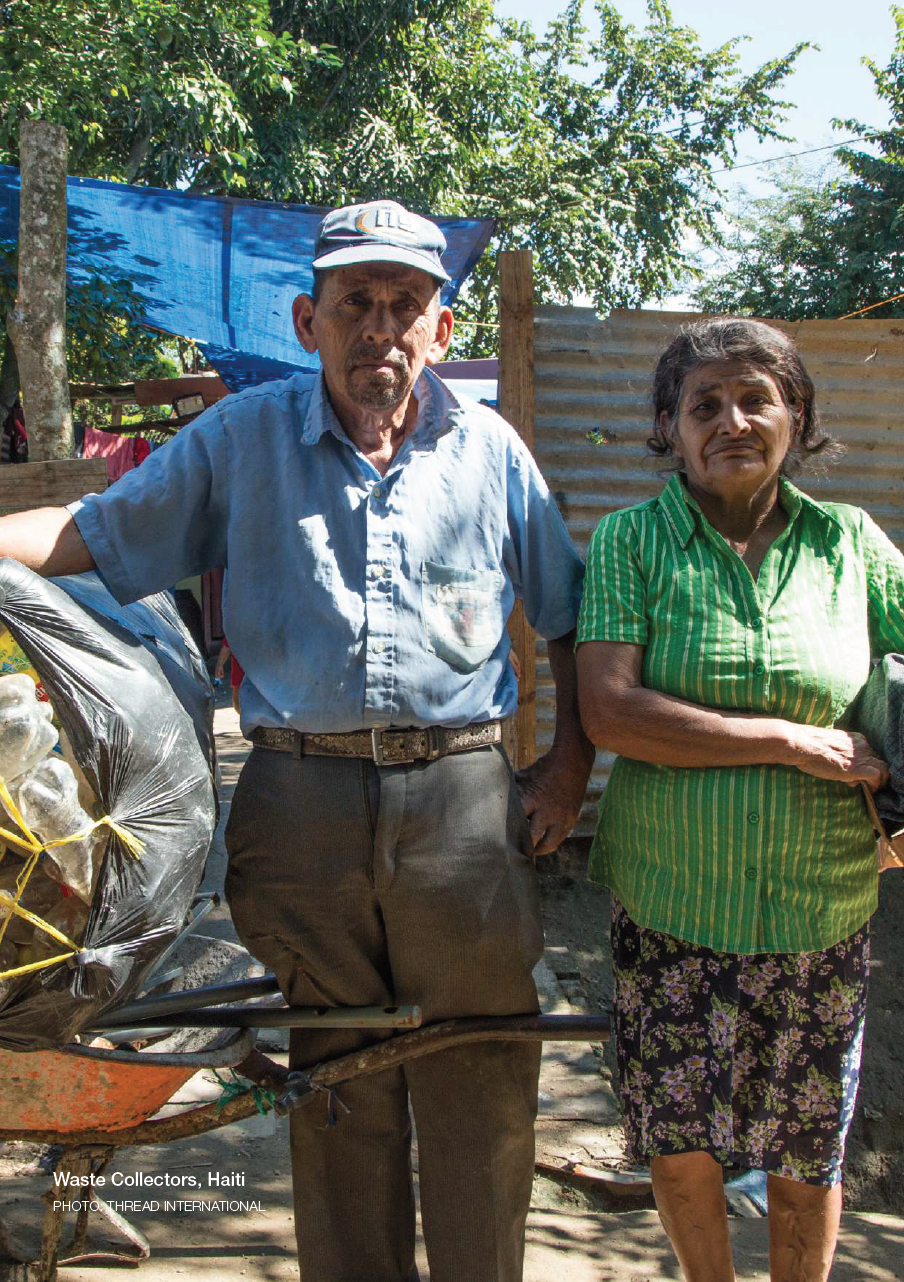 Waste Collectors, Haiti
PHOTO: THREAD INTERNATIONAL